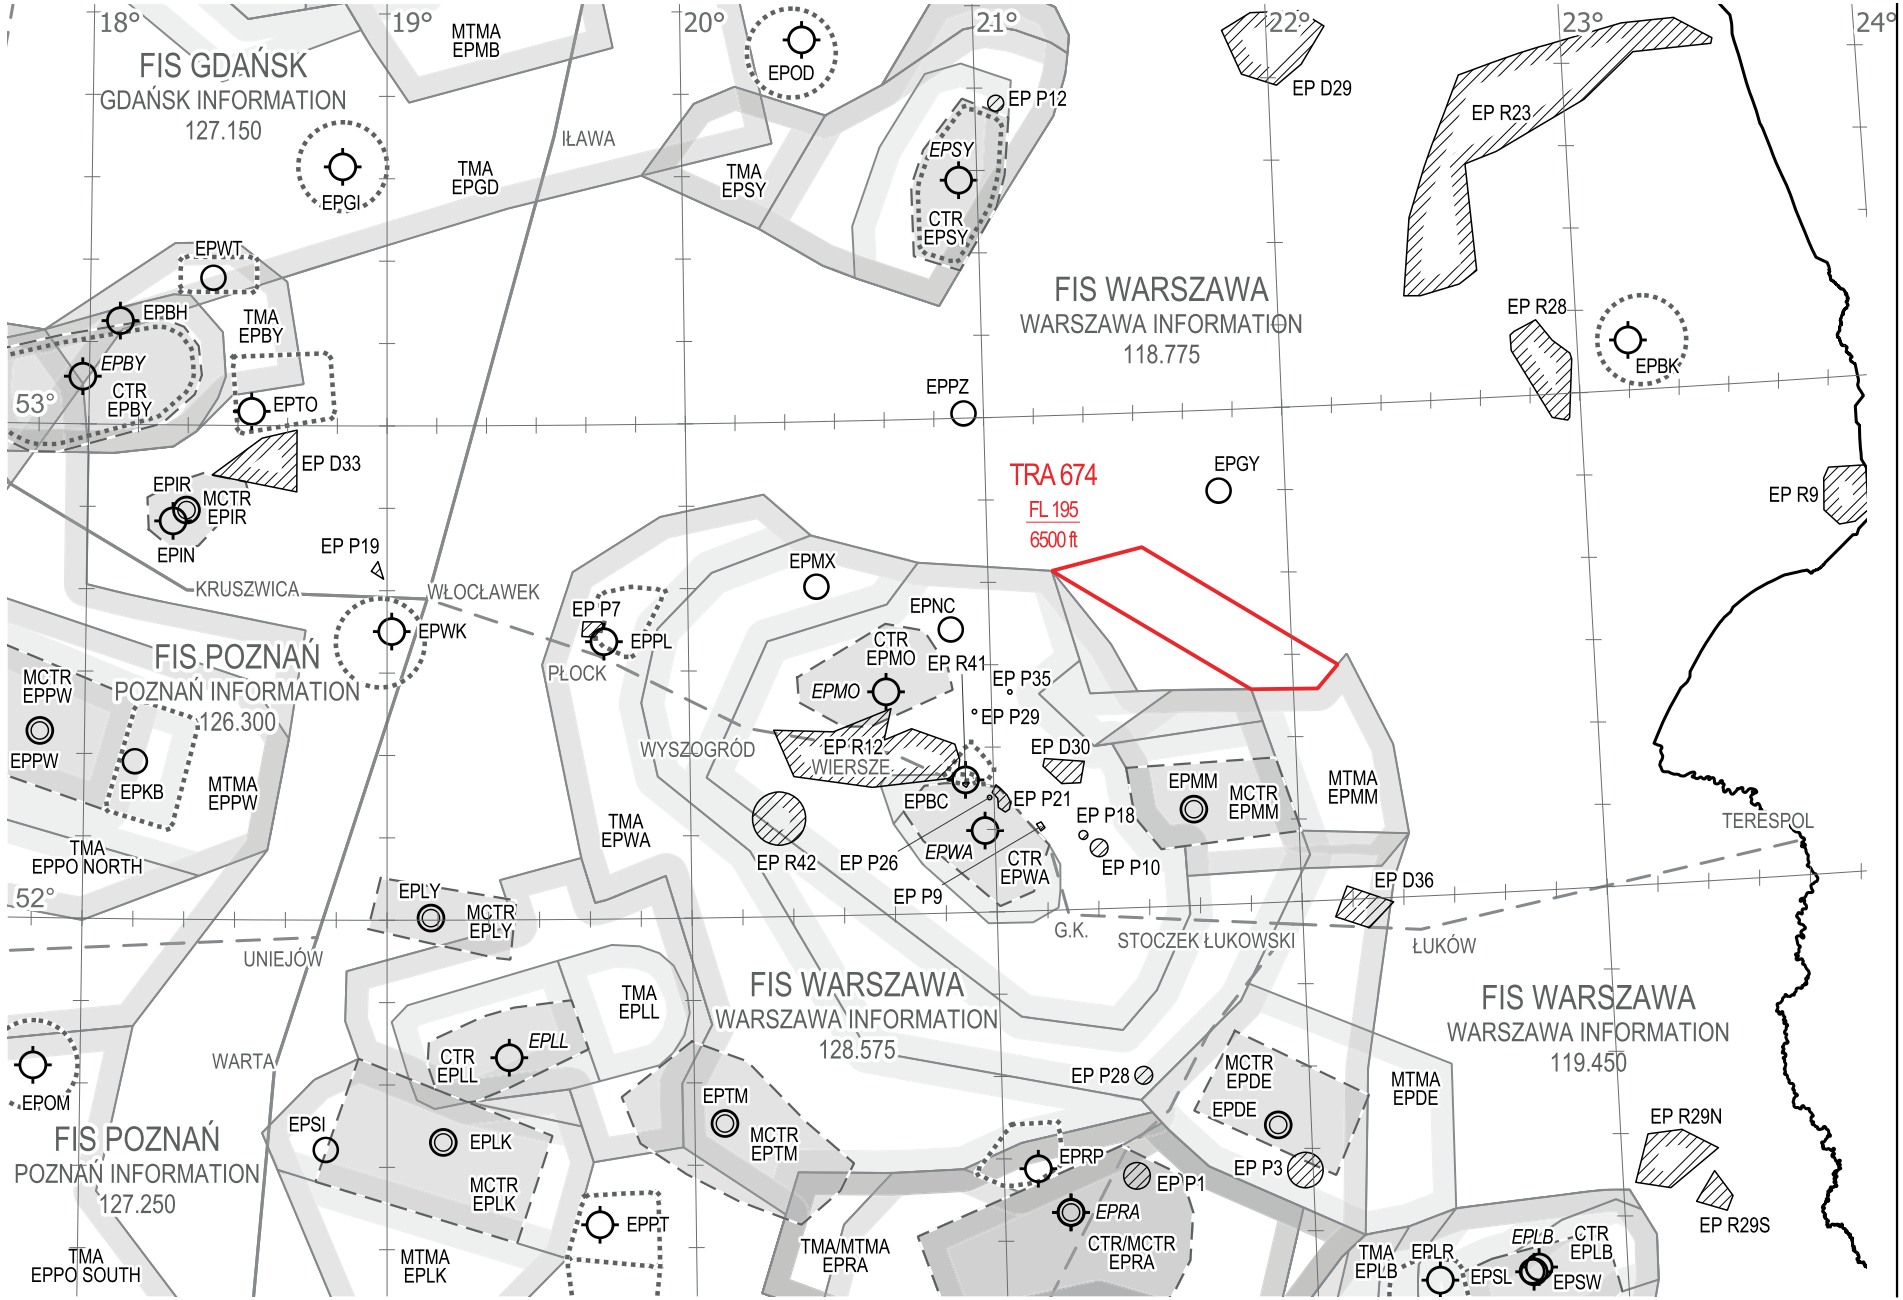 18°
19°
20°
21°
22°
23°
24°
MTMA
EPMB
FIS GDAŃSK
GDAŃSK INFORMATION
127.150
EPOD
EP P12
EP D29
EP R23
IŁAWA
EPGI
TMA
EPGD
TMA
EPSY
EPSY
CTR
EPSY
EPWT
EPBH
TMA
EPBY
EPBY
CTR
EPBY
53°
EPTO
EP D33
FIS WARSZAWA
WARSZAWA INFORMATION
118.775
EP R28
EPBK
EPPZ
EPGY
EP R9
TRA 674
FL 195
6500 ft
EPIR
MCTR
EPIR
EPIN
EP P19
KRUSZWICA
WŁOCŁAWEK
EPWK
EP P7
EPPL
PŁOCK
EPMX
EPNC
CTR
EPMO
EPMO
EP R41
EP P35
EP P29
FIS POZNAŃ
POZNAŃ INFORMATION
126.300
MCTR
EPPW
EPPW
EPKB
MTMA
EPPW
TMA
EPPO NORTH
WYSZOGRÓD
EP R12
WIERSZE
EP D30
EPBC
EP P21
EP P18
EP P10
EPMM
MCTR
EPMM
MTMA
EPMM
TERESPOL
TMA
EPWA
EP R42
EP P26
EPWA
CTR
EPWA
EP P9
52°
EPLY
MCTR
EPLY
EP D36
G.K.
STOCZEK ŁUKOWSKI
ŁUKÓW
UNIEJÓW
TMA
EPLL
FIS WARSZAWA
WARSZAWA INFORMATION
128.575
FIS WARSZAWA
WARSZAWA INFORMATION
119.450
WARTA
CTR
EPLL
EPLL
EPOM
EPTM
MCTR
EPTM
EP P28
MCTR
EPDE
EPDE
MTMA
EPDE
EP R29N
FIS POZNAŃ
POZNAŃ INFORMATION
127.250
EPSI
EPLK
MCTR
EPLK
EPRP
EP P1
EP P3
EP R29S
EPRA
EPPT
TMA
EPPO SOUTH
MTMA
EPLK
TMA/MTMA
EPRA
CTR/MCTR
EPRA
TMA
EPLB
EPLR
EPSL
EPLB
CTR
EPLB
EPSW